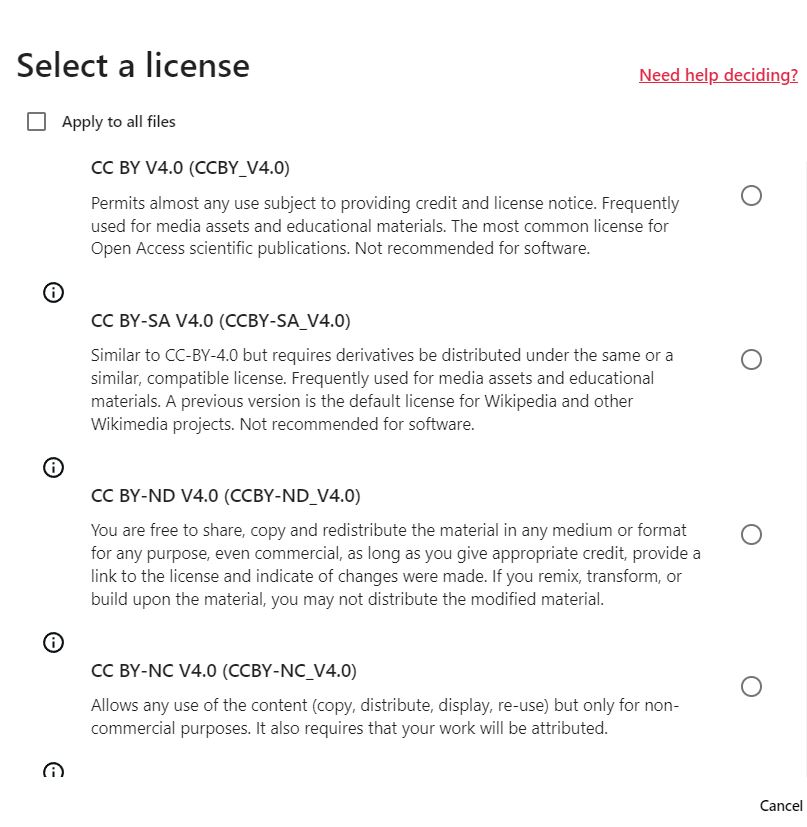 Select a license
Need help deciding?
Apply to all files
CC BY V4.0 (CCBY_V4.0)
Permits almost any use subject to providing credit and license notice. Frequently
used for media assets and educational materials. The most common license for
Open Access scientific publications. Not recommended for software.
CC BY-SA V4.0 (CCBY-SA_V4.0)
Similar to CC-BY-4.0 but requires derivatives be distributed under the same or a
similar, compatible license. Frequently used for media assets and educational
materials. A previous version is the default license for Wikipedia and other
Wikimedia projects. Not recommended for software.
CC BY-ND V4.0 (CCBY-ND_V4.0)
You are free to share, copy and redistribute the material in any medium or format
for any purpose, even commercial, as long as you give appropriate credit, provide a
link to the license and indicate of changes were made. If you remix, transform, or
build upon the material, you may not distribute the modified material.
CC BY-NC V4.0 (CCBY-NC_V4.0)
Allows any use of the content (copy, distribute, display, re-use) but only for non-
commercial purposes. It also requires that your work will be attributed.
Cancel